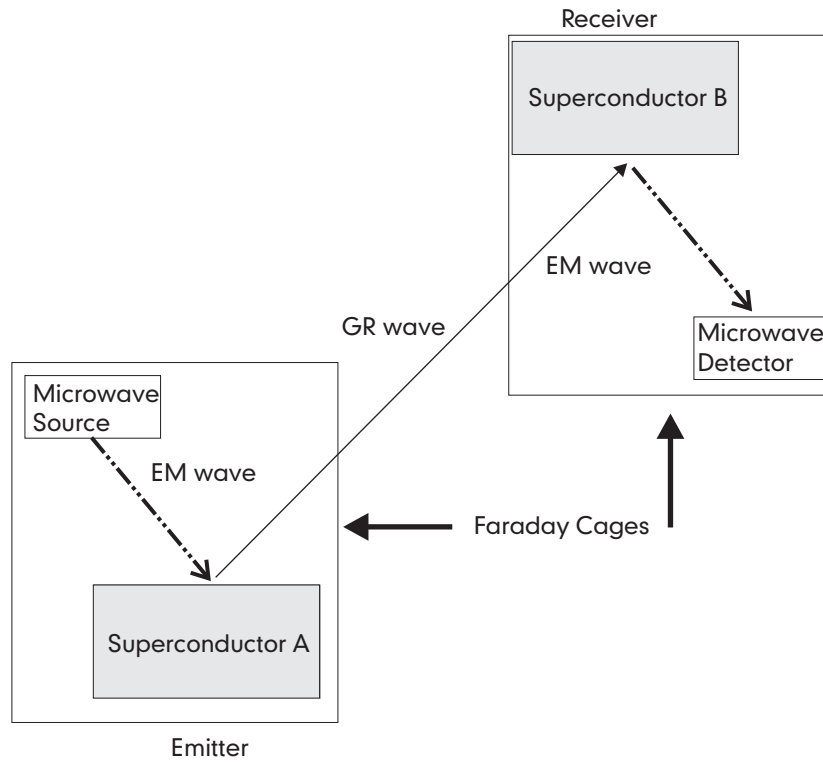 Receiver
Superconductor B
EM wave
GR wave
Microwave
Detector
Microwave
Source
EM wave
Faraday Cages
Superconductor A
Emitter